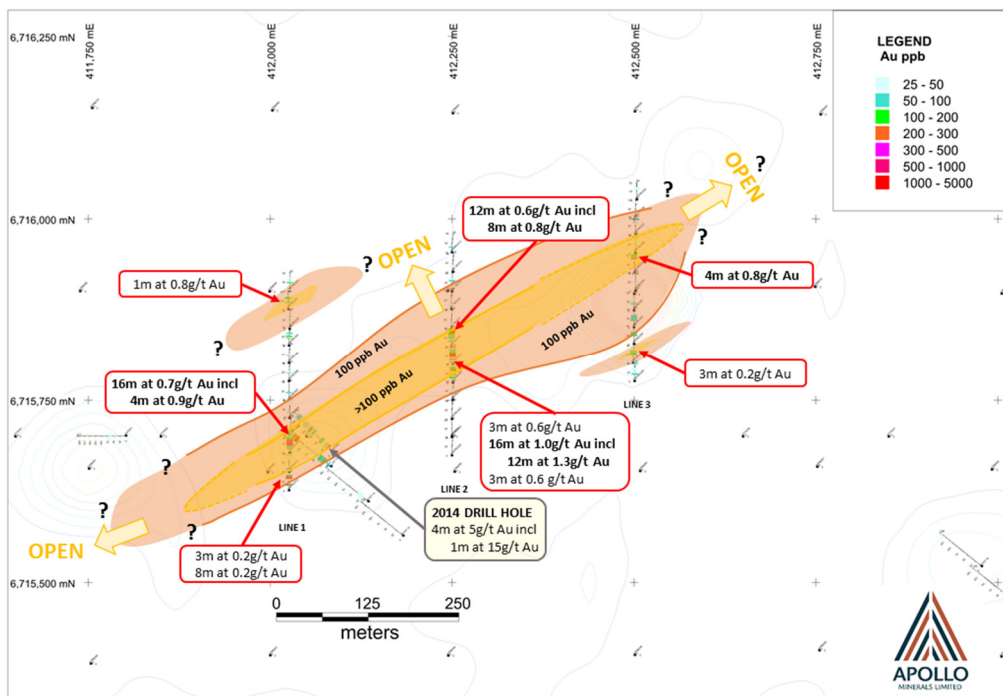 411,750 mE
412,000 mE
412,250 mE
412,500 mE
412,750 mE
6,716,250 mN
6,716,000 mN
6,715,750 mN
6,715,500 mN
LEGEND
Au ppb
25 - 50
50 - 100
100 - 200
200 - 300
300 - 500
500 - 1000
1000 - 5000
?
OPEN
?
?
12m at 0.6g/t Au incl
8m at 0.8g/t Au
?
OPEN
1m at 0.8g/t Au
4m at 0.8g/t Au
?
100 ppb Au
100 ppb Au
>100 ppb Au
16m at 0.7g/t Au incl
4m at 0.9g/t Au
3m at 0.2g/t Au
LINE 3
3m at 0.6g/t Au
16m at 1.0g/t Au incl
12m at 1.3g/t Au
3m at 0.6 g/t Au
?
LINE 2
?
?
LINE 1
OPEN
2014 DRILL HOLE
4m at 5g/t Au incl
1m at 15g/t Au
3m at 0.2g/t Au
8m at 0.2g/t Au
0 125 250
meters
APOLLO
MINERALS LIMITED